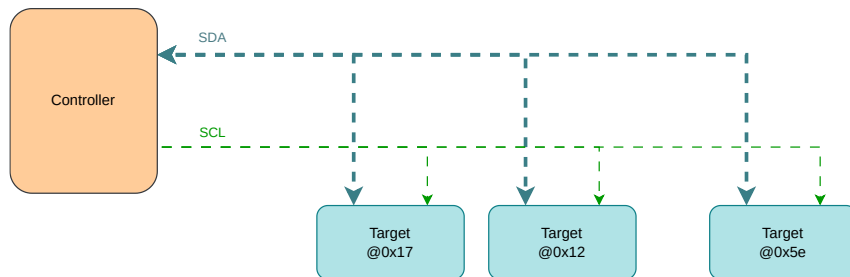 SDA
Controller
SCL
Target
@0x17
Target
@0x12
Target
@0x5e